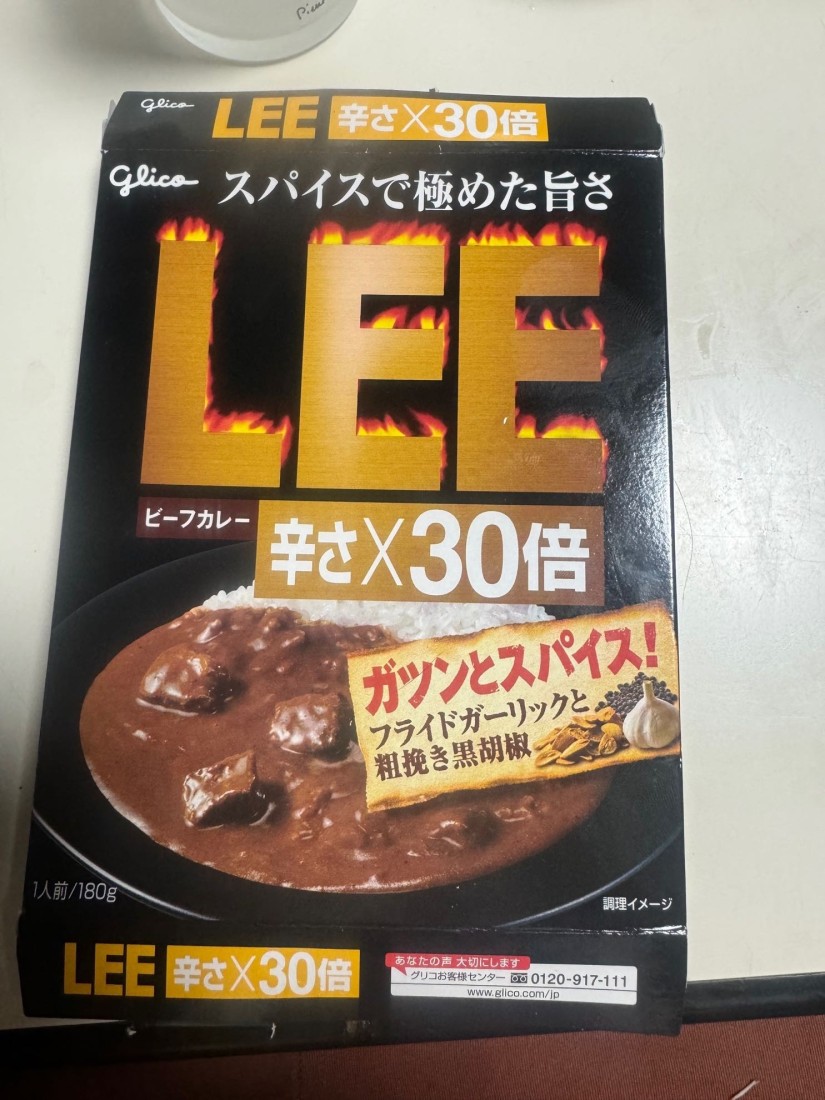 Glico LEE 辛さ×30倍
Glico スパイスで極めた旨さ
LEE
ビーフカレー
辛さ×30倍
ガツンとスパイス!
フライドガーリックと
粗挽き黒胡椒
1人前/180g
調理イメージ
LEE 辛さ×30倍
あなたの声 大切にします
グリコお客様センター 0120-917-111
www.glico.com/jp